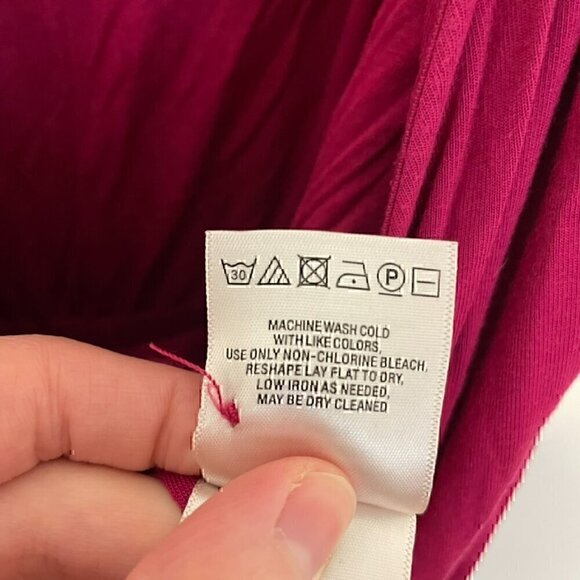 30 P
MACHINE WASH COLD
WITH LIKE COLORS,
USE ONLY NON-CHLORINE BLEACH,
RESHAPE LAY FLAT TO DRY,
LOW IRON AS NEEDED,
MAY BE DRY CLEANED